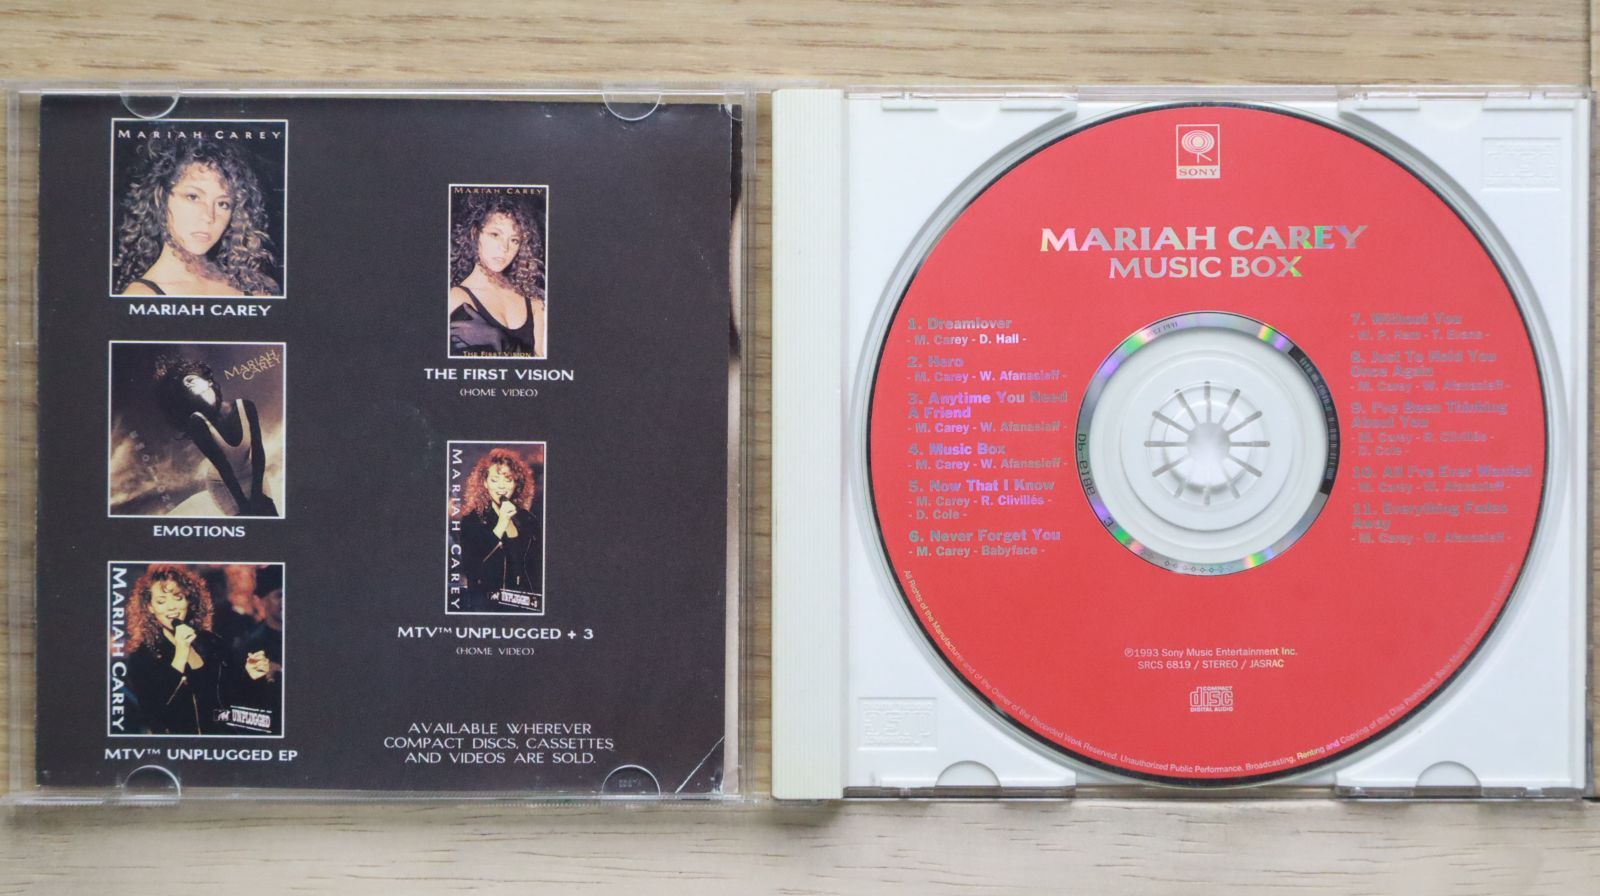 MARIAH CAREY
MARIAH CAREY
MARIAH CAREY
EMOTIONS
EMOTIONS
MARIAH CAREY
UNPLUGGED
MTV™ UNPLUGGED EP
MARIAH CAREY
THE FIRST VISION
THE FIRST VISION
(HOME VIDEO)
MARIAH CAREY
UNPLUGGED +3
MTV™ UNPLUGGED + 3
(HOME VIDEO)
AVAILABLE WHEREVER
COMPACT DISCS, CASSETTES
AND VIDEOS ARE SOLD.
SONY
MARIAH CAREY
MUSIC BOX
1. Dreamlover
- M. Carey - D. Hall -
2. Hero
- M. Carey - W. Afanasieff -
3. Anytime You Need
A Friend
- M. Carey - W. Afanasieff -
4. Music Box
- M. Carey - W. Afanasieff -
5. Now That I Know
- M. Carey - R. Clivillés -
- D. Cole -
6. Never Forget You
- M. Carey - Babyface -
7. Without You
- W. P. Ham - T. Evans -
8. Just To Hold You
Once Again
- M. Carey - W. Afanasieff -
9. I've Been Thinking
About You
- M. Carey - R. Clivillés -
- D. Cole -
10. All I've Ever Wanted
- M. Carey - W. Afanasieff -
11. Everything Fades
Away
- M. Carey - W. Afanasieff -
℗1993 Sony Music Entertainment Inc.
SRCS 6819 / STEREO / JASRAC
COMPACT
disc
DIGITAL AUDIO
All Rights of the Manufacturer and of the Owner of the Recorded Work Reserved. Unauthorized Public Performance, Broadcasting, Renting and Copying of this Disc Prohibited.